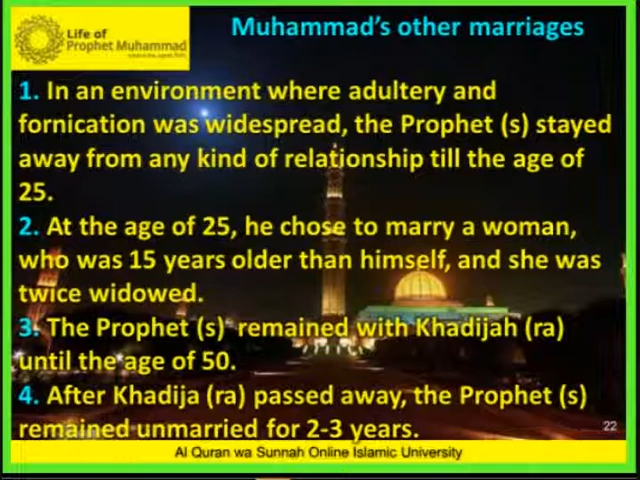 Life of
Prophet Muhammad
Muhammad's other marriages
1. In an environment where adultery and
fornication was widespread, the Prophet (s) stayed
away from any kind of relationship till the age of
25.
2. At the age of 25, he chose to marry a woman,
who was 15 years older than himself, and she was
twice widowed.
3. The Prophet (s) remained with Khadijah (ra)
until the age of 50.
4. After Khadija (ra) passed away, the Prophet (s)
remained unmarried for 2-3 years.
22
Al Quran wa Sunnah Online Islamic University